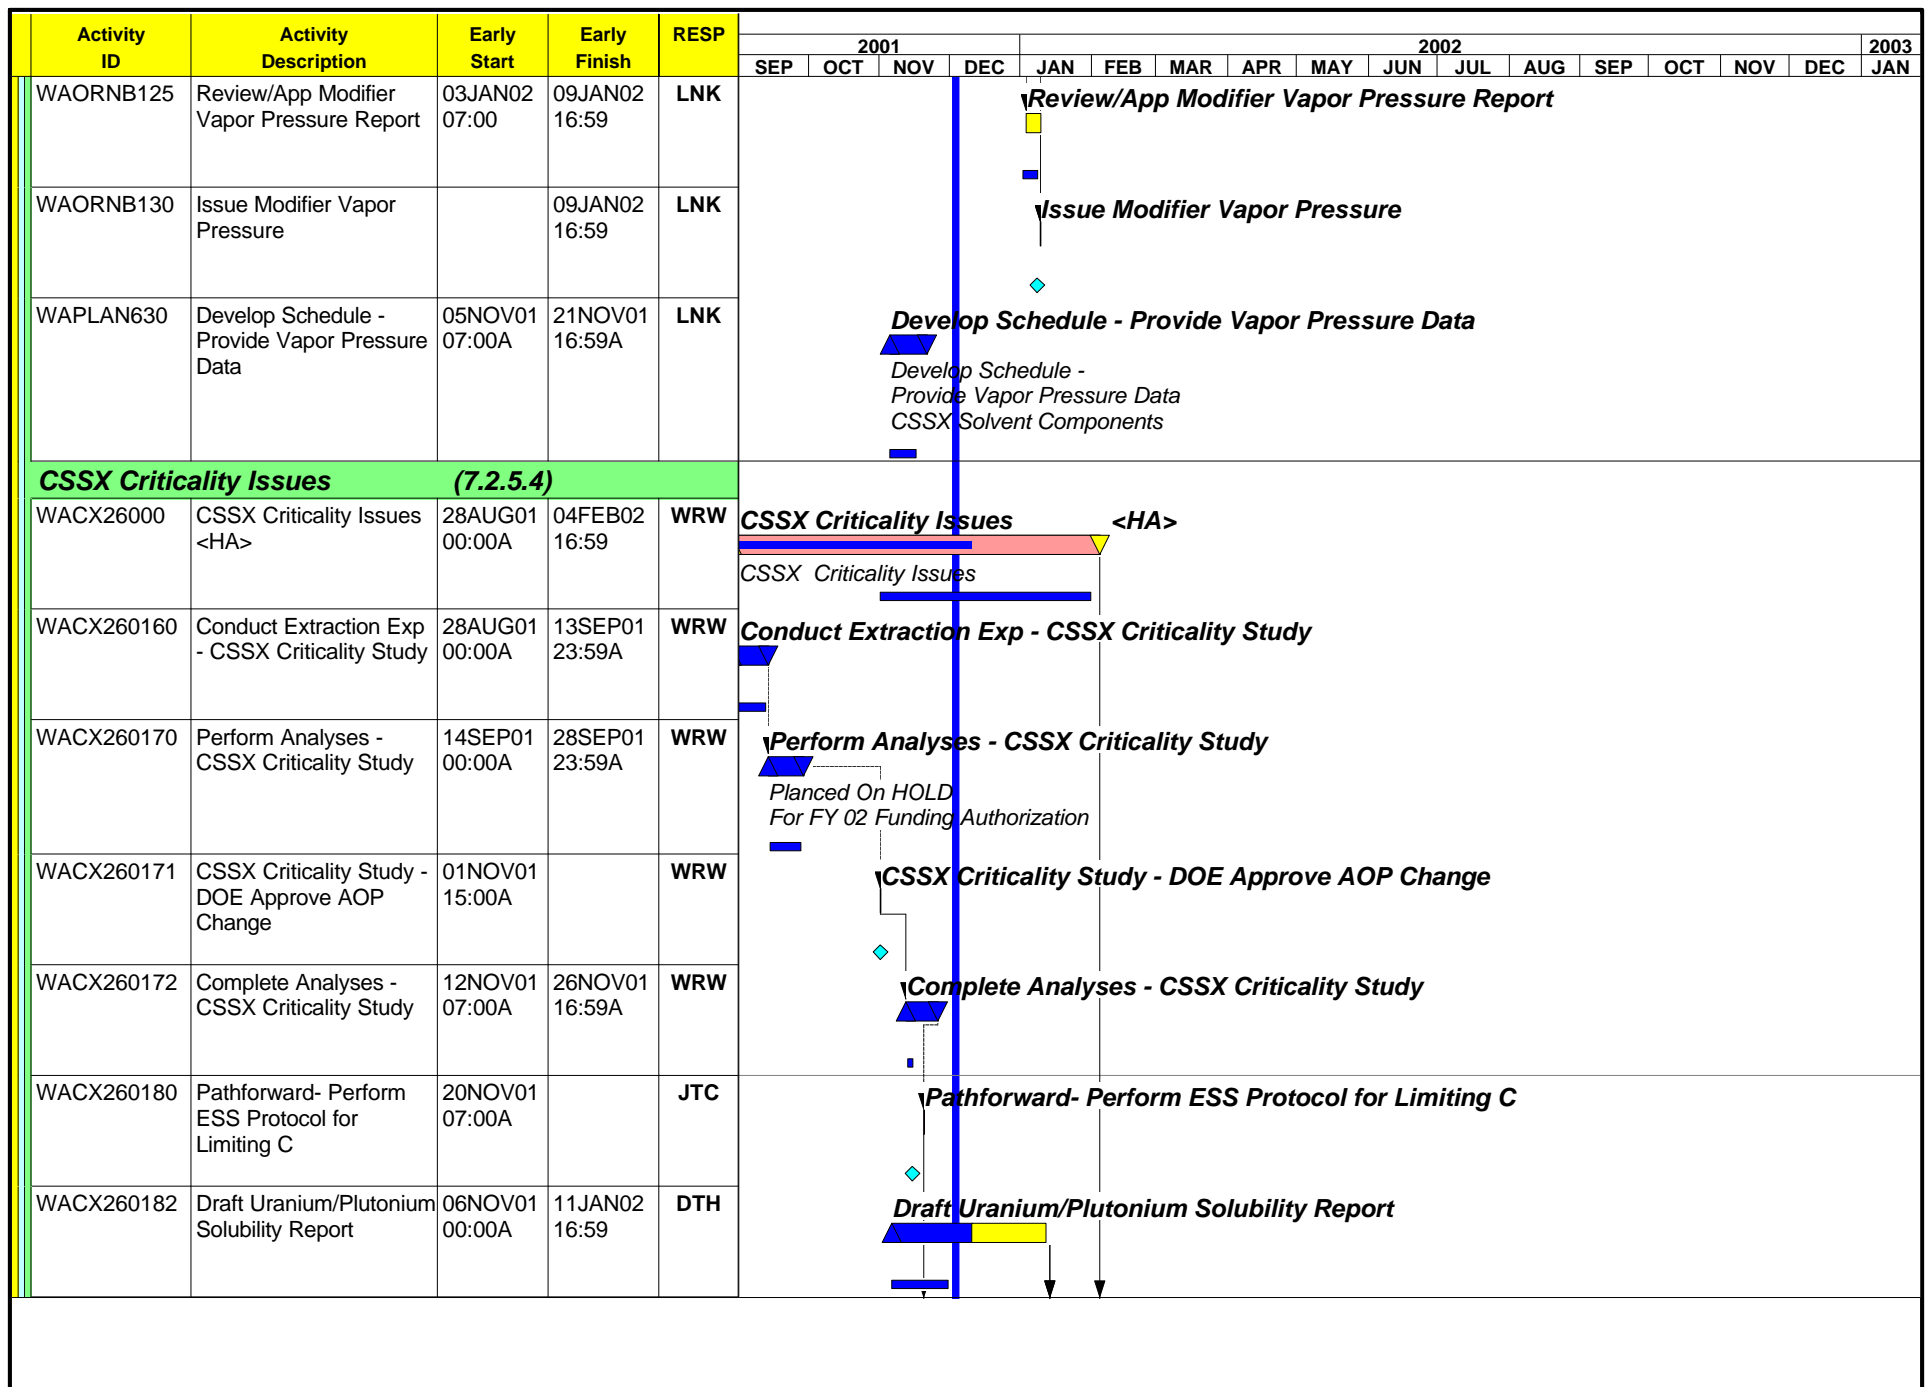 Activity Activity Early Early RESP
ID Description Start Finish
2001 2002 2003
SEP OCT NOV DEC JAN FEB MAR APR MAY JUN JUL AUG SEP OCT NOV DEC JAN
WAORNB125 Review/App Modifier 03JAN02 09JAN02 LNK Review/App Modifier Vapor Pressure Report
Vapor Pressure Report 07:00 16:59
WAORNB130 Issue Modifier Vapor 09JAN02 LNK Issue Modifier Vapor Pressure
Pressure 16:59
WAPLAN630 Develop Schedule - 05NOV01 21NOV01 LNK Develop Schedule - Provide Vapor Pressure Data
Provide Vapor Pressure 07:00A 16:59A
Data
Develop Schedule -
Provide Vapor Pressure Data
CSSX Solvent Components
CSSX Criticality Issues (7.2.5.4)
WACX26000 CSSX Criticality Issues 28AUG01 04FEB02 WRW CSSX Criticality Issues <HA>
<HA> 00:00A 16:59
CSSX Criticality Issues
WACX260160 Conduct Extraction Exp 28AUG01 13SEP01 WRW Conduct Extraction Exp - CSSX Criticality Study
- CSSX Criticality Study 00:00A 23:59A
WACX260170 Perform Analyses - 14SEP01 28SEP01 WRW Perform Analyses - CSSX Criticality Study
CSSX Criticality Study 00:00A 23:59A
Planced On HOLD
For FY 02 Funding Authorization
WACX260171 CSSX Criticality Study - 01NOV01 WRW CSSX Criticality Study - DOE Approve AOP Change
DOE Approve AOP 15:00A
Change
WACX260172 Complete Analyses - 12NOV01 26NOV01 WRW Complete Analyses - CSSX Criticality Study
CSSX Criticality Study 07:00A 16:59A
WACX260180 Pathforward- Perform 20NOV01 JTC Pathforward- Perform ESS Protocol for Limiting C
ESS Protocol for 07:00A
Limiting C
WACX260182 Draft Uranium/Plutonium 06NOV01 11JAN02 DTH Draft Uranium/Plutonium Solubility Report
Solubility Report 00:00A 16:59